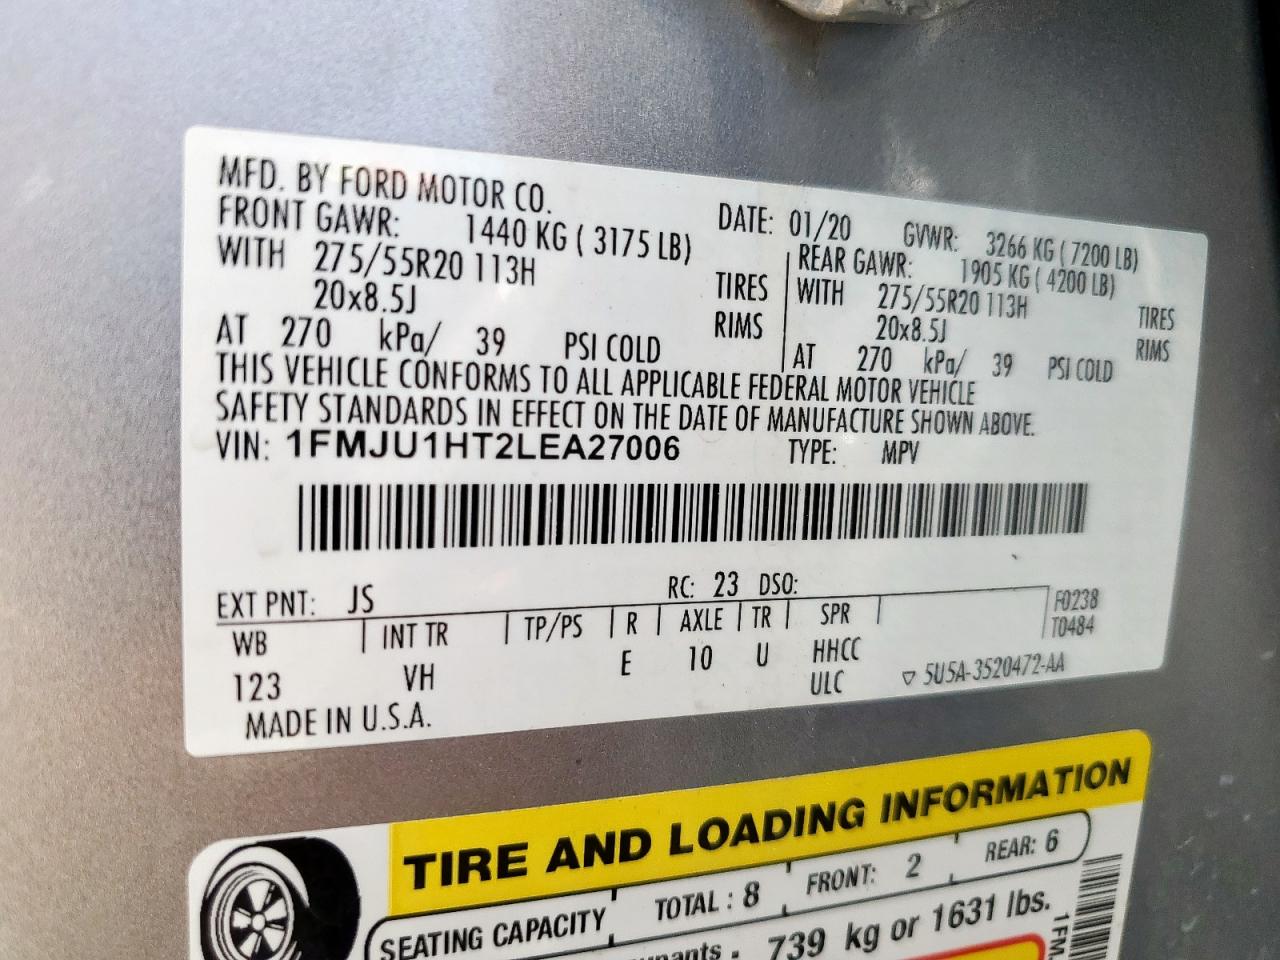 MFD. BY FORD MOTOR CO.
DATE: 01/20 GVWR: 3266 KG ( 7200 LB)
FRONT GAWR: 1440 KG ( 3175 LB)
WITH 275/55R20 113H TIRES
20x8.5J RIMS
AT 270 kPa/ 39 PSI COLD
REAR GAWR: 1905 KG ( 4200 LB)
WITH 275/55R20 113H TIRES
20x8.5J RIMS
AT 270 kPa/ 39 PSI COLD
THIS VEHICLE CONFORMS TO ALL APPLICABLE FEDERAL MOTOR VEHICLE
SAFETY STANDARDS IN EFFECT ON THE DATE OF MANUFACTURE SHOWN ABOVE.
VIN: 1FMJU1HT2LEA27006 TYPE: MPV
EXT PNT: JS RC: 23 DSO:
WB INT TR TP/PS R AXLE TR SPR F0238
T0484
123 VH E 10 U HHCC
ULC ▽ 5U5A-3520472-AA
MADE IN U.S.A.
TIRE AND LOADING INFORMATION
SEATING CAPACITY TOTAL : 8 FRONT: 2 REAR: 6
739 kg or 1631 lbs.